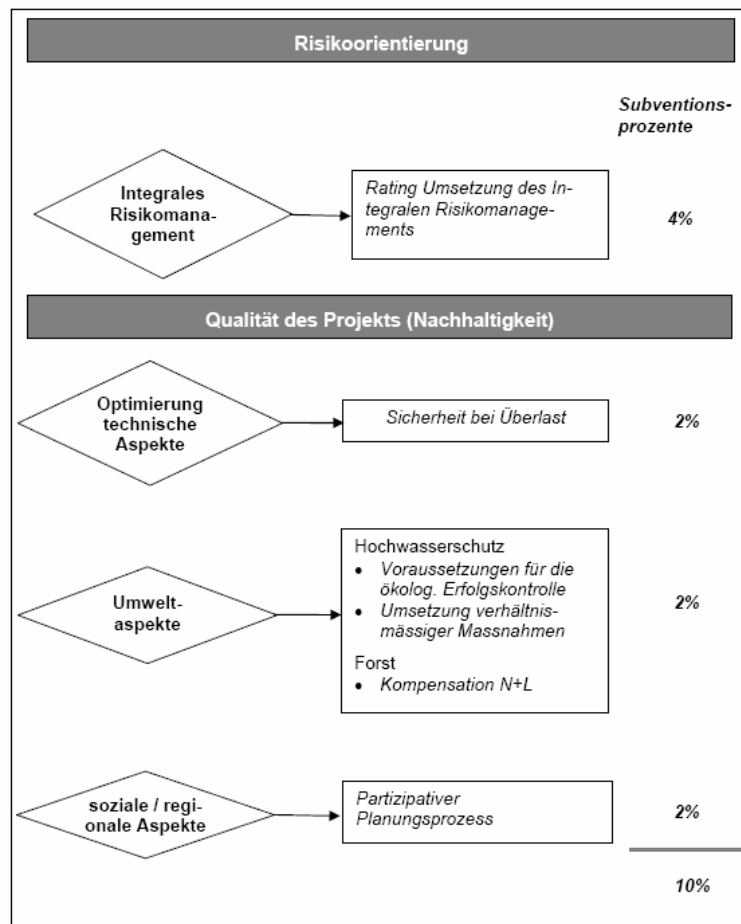 Risikoorientierung
Subventions-
prozente
Integrales
Risikomana-
gement
Rating Umsetzung des In-
tegralen Risikomanage-
ments
4%
Qualität des Projekts (Nachhaltigkeit)
Optimierung
technische
Aspekte
Sicherheit bei Überlast
2%
Umwelt-
aspekte
Hochwasserschutz
• Voraussetzungen für die
ökolog. Erfolgskontrolle
• Umsetzung verhältnis-
mässiger Massnahmen
Forst
• Kompensation N+L
2%
soziale / regi-
onale Aspekte
Partizipativer
Planungsprozess
2%
10%